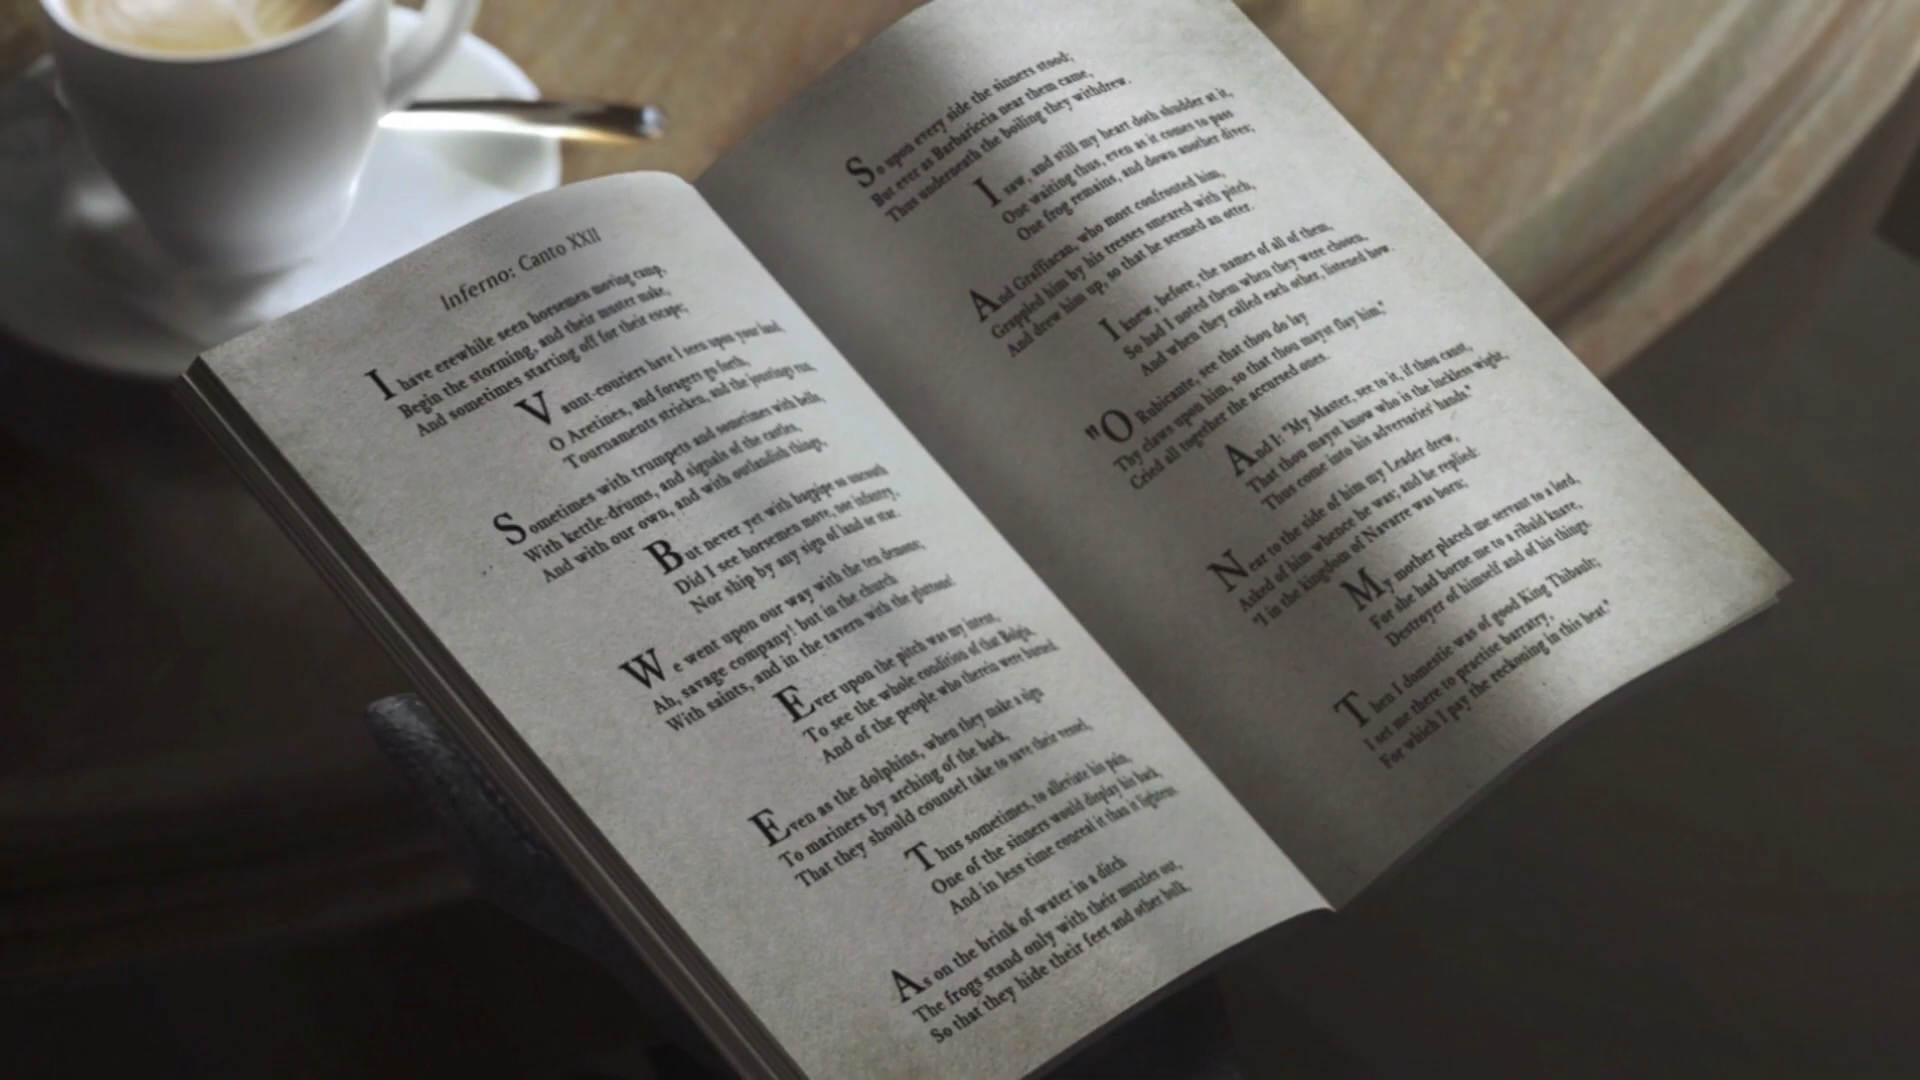 Inferno: Canto XXII
I have erewhile seen horsemen moving camp,
Begin the storming, and their muster make,
And sometimes starting off for their escape;
Vaunt-couriers have I seen upon your land,
O Aretines, and foragers go forth,
Tournaments stricken, and the joustings run,
Sometimes with trumpets and sometimes with bells,
With kettle-drums, and signals of the castles,
And with our own, and with outlandish things,
But never yet with bagpipe so uncouth
Did I see horsemen move, nor infantry,
Nor ship by any sign of land or star.
We went upon our way with the ten demons;
Ah, savage company! but in the church
With saints, and in the tavern with the gluttons!
Ever upon the pitch was my intent,
To see the whole condition of that Bolgia,
And of the people who therein were burned.
Even as the dolphins, when they make a sign
To mariners by arching of the back,
That they should counsel take to save their vessel,
Thus sometimes, to alleviate his pain,
One of the sinners would display his back,
And in less time conceal it than it lightens.
As on the brink of water in a ditch
The frogs stand only with their muzzles out,
So that they hide their feet and other bulk,
So upon every side the sinners stood;
But ever as Barbariccia near them came,
Thus underneath the boiling they withdrew.
I saw, and still my heart doth shudder at it,
One waiting thus, even as it comes to pass
One frog remains, and down another dives;
And Graffiacan, who most confronted him,
Grappled him by his tresses smeared with pitch,
And drew him up, so that he seemed an otter.
I knew, before, the names of all of them,
So had I noted them when they were chosen,
And when they called each other, listened how.
"O Rubicante, see that thou do lay
Thy claws upon him, so that thou mayst flay him,"
Cried all together the accursed ones.
And I: "My Master, see to it, if thou canst,
That thou mayst know who is the luckless wight,
Thus come into his adversaries' hands."
Near to the side of him my Leader drew,
Asked of him whence he was; and he replied:
"I in the kingdom of Navarre was born;
My mother placed me servant to a lord,
For she had borne me to a ribald knave,
Destroyer of himself and of his things.
Then I domestic was of good King Thibault;
I set me there to practise barratry,
For which I pay the reckoning in this heat."